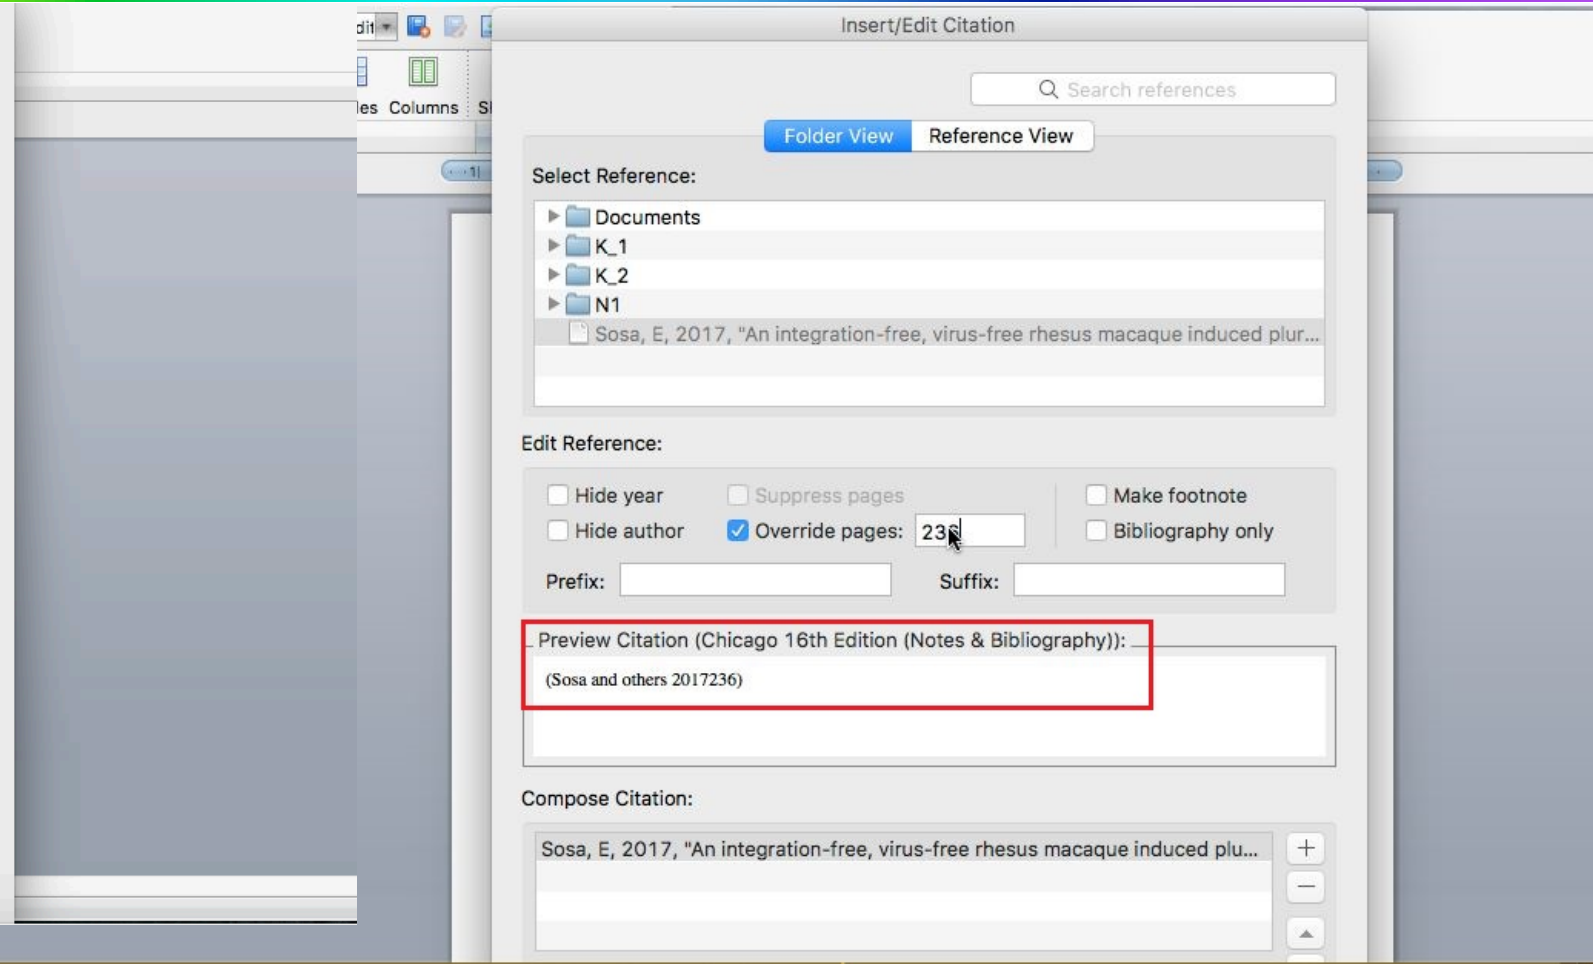 Insert/Edit Citation
dit
Search references
les Columns
Folder View Reference View
Select Reference:
Documents
K_1
K_2
N1
Sosa, E, 2017, "An integration-free, virus-free rhesus macaque induced plur...
Edit Reference:
Hide year Suppress pages Make footnote
Hide author Override pages: 236 Bibliography only
Prefix: Suffix:
Preview Citation (Chicago 16th Edition (Notes & Bibliography)):
(Sosa and others 2017236)
Compose Citation:
Sosa, E, 2017, "An integration-free, virus-free rhesus macaque induced plu...